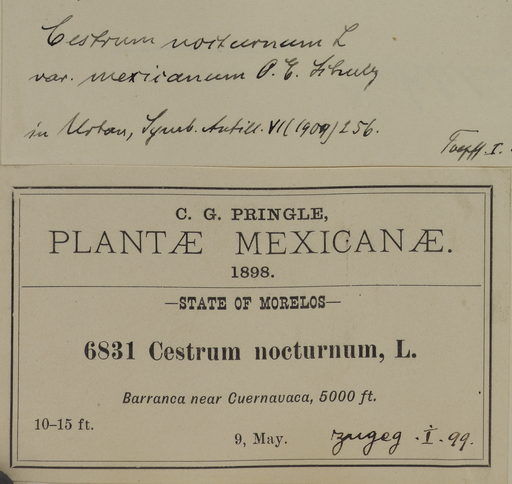 Cestrum nocturnum L
var. mexicanum O. E. Schulz
in Urban, Symb. Antill. VI (1909) 256.
C. G. PRINGLE,
PLANTÆ MEXICANÆ.
1898.
—STATE OF MORELOS—
6831 Cestrum nocturnum, L.
Barranca near Cuernavaca, 5000 ft.
10-15 ft.
9, May.
zugeg. I. 99.